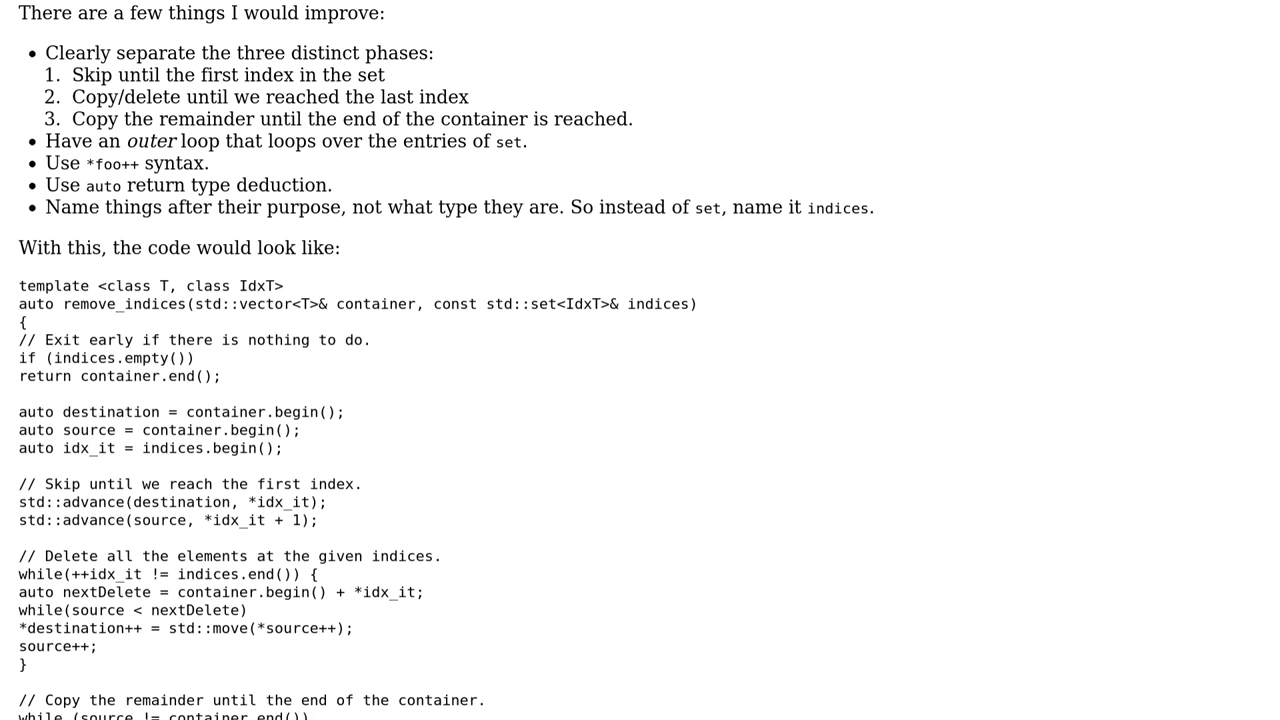 There are a few things I would improve:
• Clearly separate the three distinct phases:
1. Skip until the first index in the set
2. Copy/delete until we reached the last index
3. Copy the remainder until the end of the container is reached.
• Have an outer loop that loops over the entries of set.
• Use *foo++ syntax.
• Use auto return type deduction.
• Name things after their purpose, not what type they are. So instead of set, name it indices.
With this, the code would look like:
template <class T, class IdxT>
auto remove_indices(std::vector<T>& container, const std::set<IdxT>& indices)
{
// Exit early if there is nothing to do.
if (indices.empty())
return container.end();
auto destination = container.begin();
auto source = container.begin();
auto idx_it = indices.begin();
// Skip until we reach the first index.
std::advance(destination, *idx_it);
std::advance(source, *idx_it + 1);
// Delete all the elements at the given indices.
while(++idx_it != indices.end()) {
auto nextDelete = container.begin() + *idx_it;
while(source < nextDelete)
*destination++ = std::move(*source++);
source++;
}
// Copy the remainder until the end of the container.
while (source != container.end())